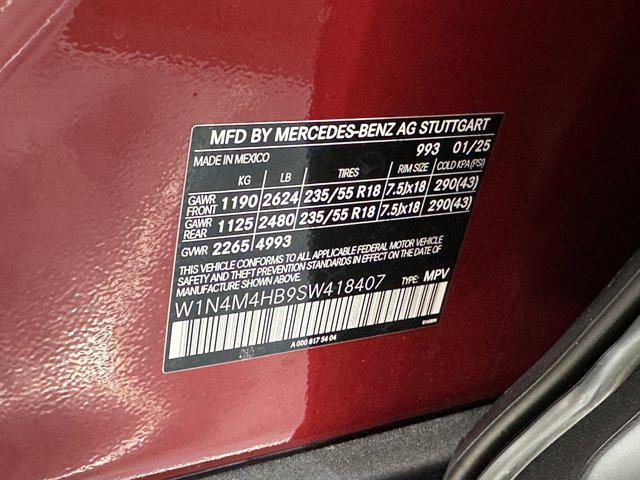 MFD BY MERCEDES-BENZ AG STUTTGART
MADE IN MEXICO 993 01/25
KG LB TIRES RIM SIZE COLD KPA(PSI)
GAWR FRONT 1190 2624 235/55 R18 7.5Jx18 290(43)
GAWR REAR 1125 2480 235/55 R18 7.5Jx18 290(43)
GVWR 2265 4993
THIS VEHICLE CONFORMS TO ALL APPLICABLE FEDERAL MOTOR VEHICLE
SAFETY AND THEFT PREVENTION STANDARDS IN EFFECT ON THE DATE OF
MANUFACTURE SHOWN ABOVE.
W1N4M4HB9SW418407 TYPE: MPV
A 000 817 54 04